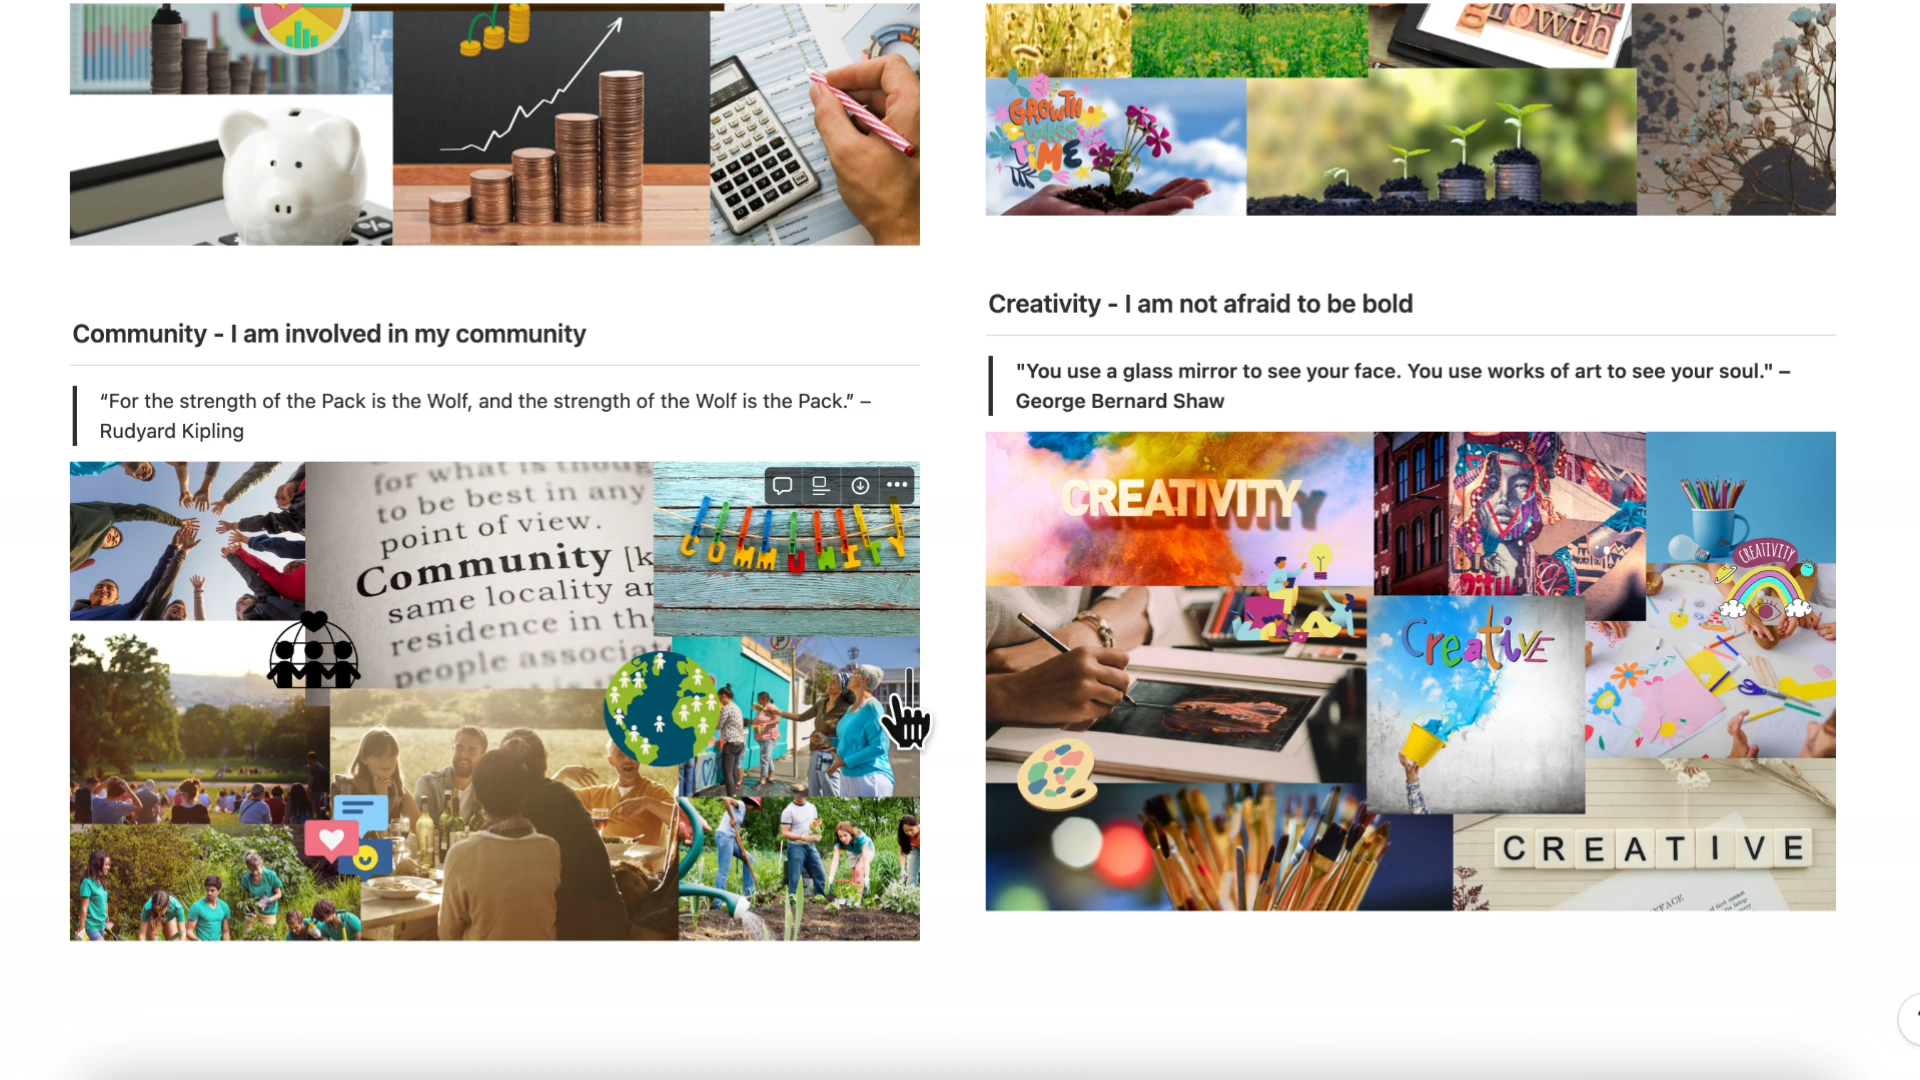 growth
GROWTH
takes
TIME
Community - I am involved in my community
“For the strength of the Pack is the Wolf, and the strength of the Wolf is the Pack.” –
Rudyard Kipling
for what is
to be best in any
point of view.
Community [k
same locality
residence in
people
COMMUNITY
Creativity - I am not afraid to be bold
"You use a glass mirror to see your face. You use works of art to see your soul." –
George Bernard Shaw
CREATIVITY
CREATIVITY
CreatiVE
CREATIVE